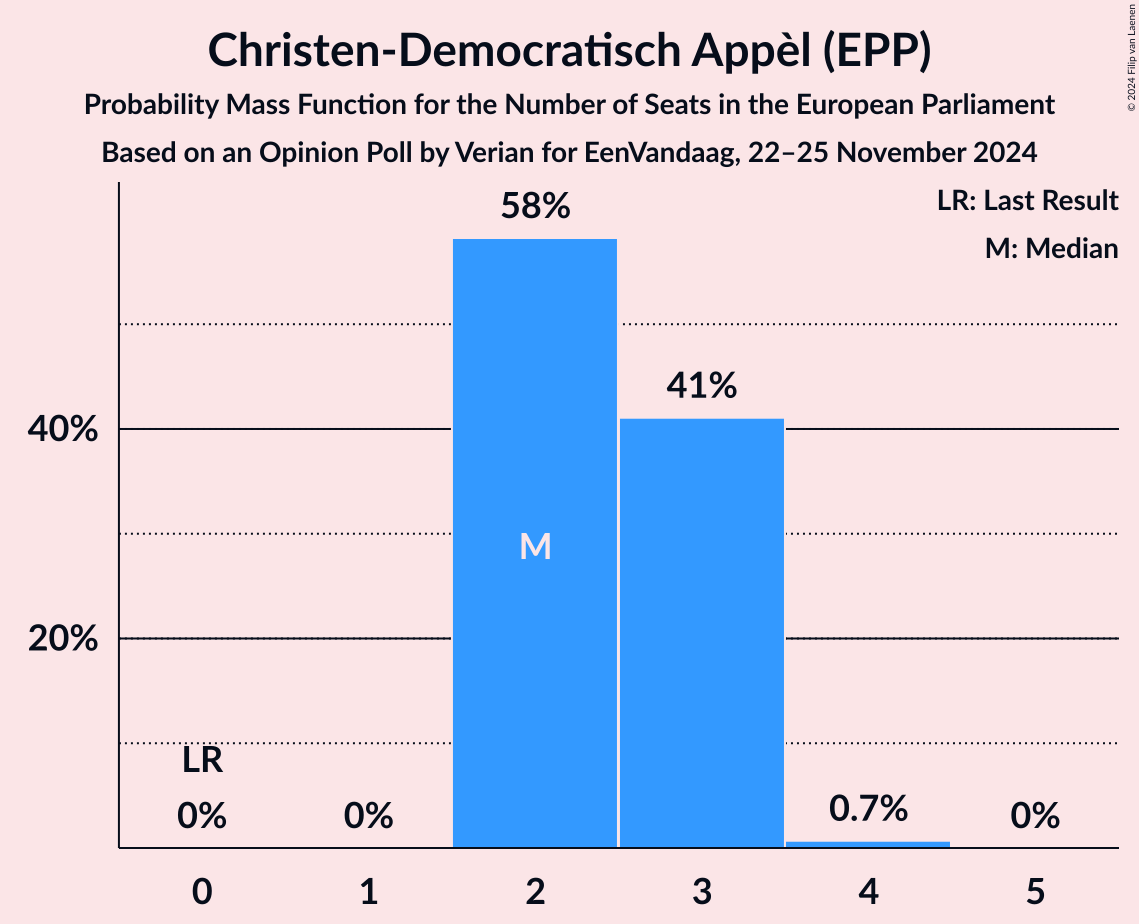 Christen-Democratisch Appèl (EPP)
Probability Mass Function for the Number of Seats in the European Parliament
Based on an Opinion Poll by Verian for EenVandaag, 22–25 November 2024
© 2024 Filip van Laenen
LR: Last Result
M: Median
58%
41%
40%
M
20%
LR
0%
0%
0.7%
0%
0
1
2
3
4
5